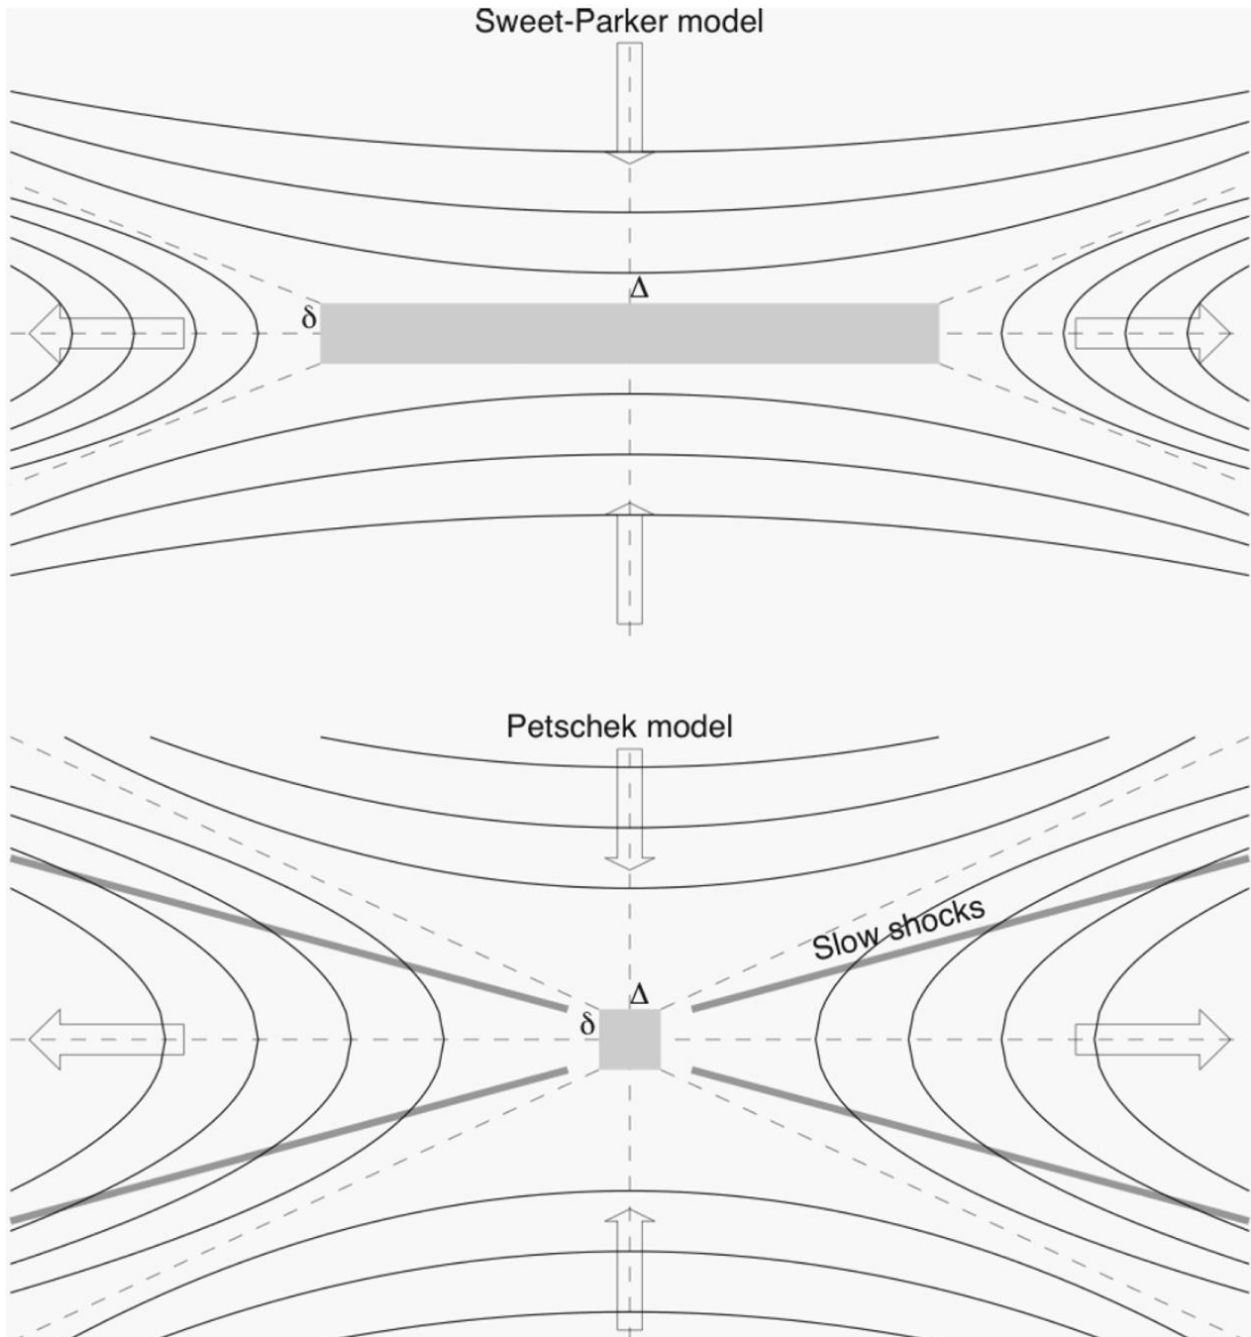 Sweet-Parker model
Δ
δ
Petschek model
Slow shocks
Δ
δ